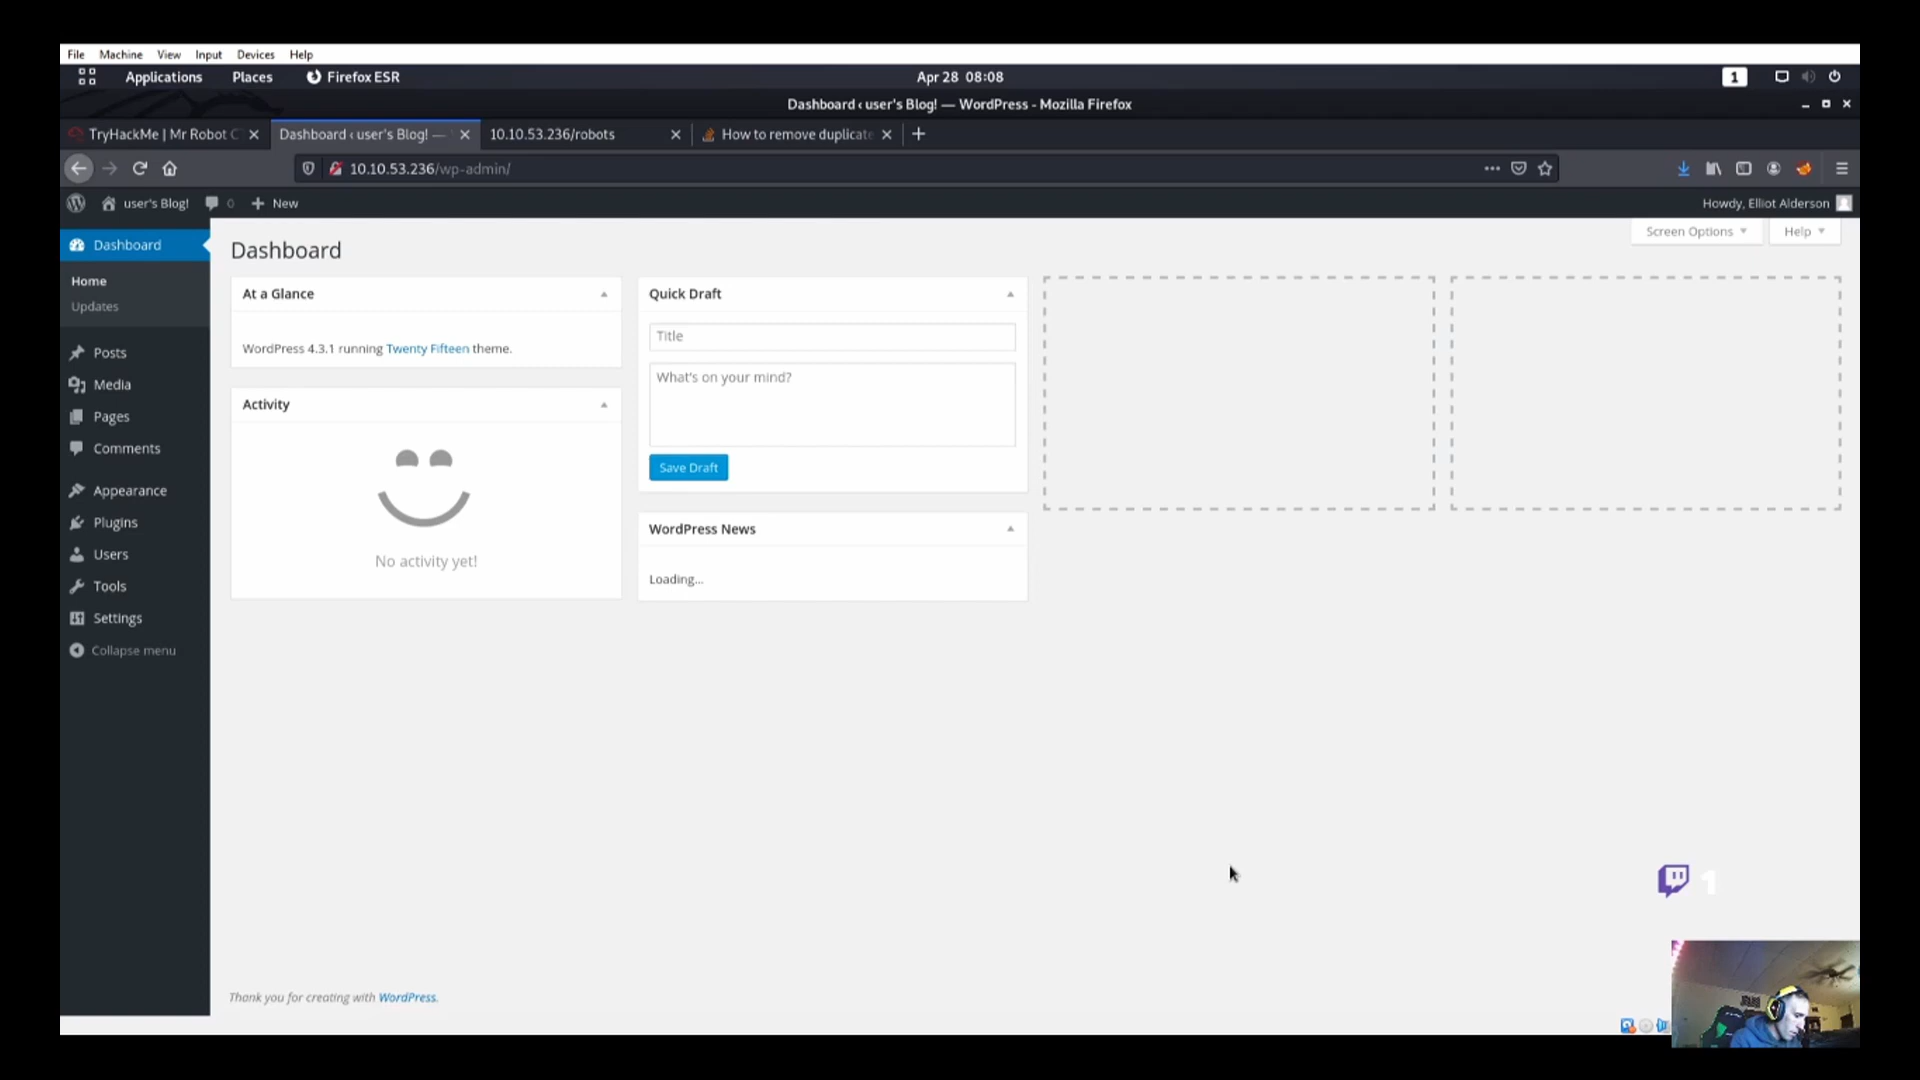 File Machine View Input Devices Help
Applications Places Firefox ESR Apr 28 08:08 1
Dashboard ‹ user's Blog! — WordPress - Mozilla Firefox
TryHackMe | Mr Robot C Dashboard ‹ user's Blog! — 10.10.53.236/robots How to remove duplicate
10.10.53.236/wp-admin/
user's Blog! 0 New Howdy, Elliot Alderson
Screen Options Help
Dashboard
Home
Updates
Posts
Media
Pages
Comments
Appearance
Plugins
Users
Tools
Settings
Collapse menu
Dashboard
At a Glance
WordPress 4.3.1 running Twenty Fifteen theme.
Activity
No activity yet!
Quick Draft
Title
What's on your mind?
Save Draft
WordPress News
Loading...
1
Thank you for creating with WordPress.